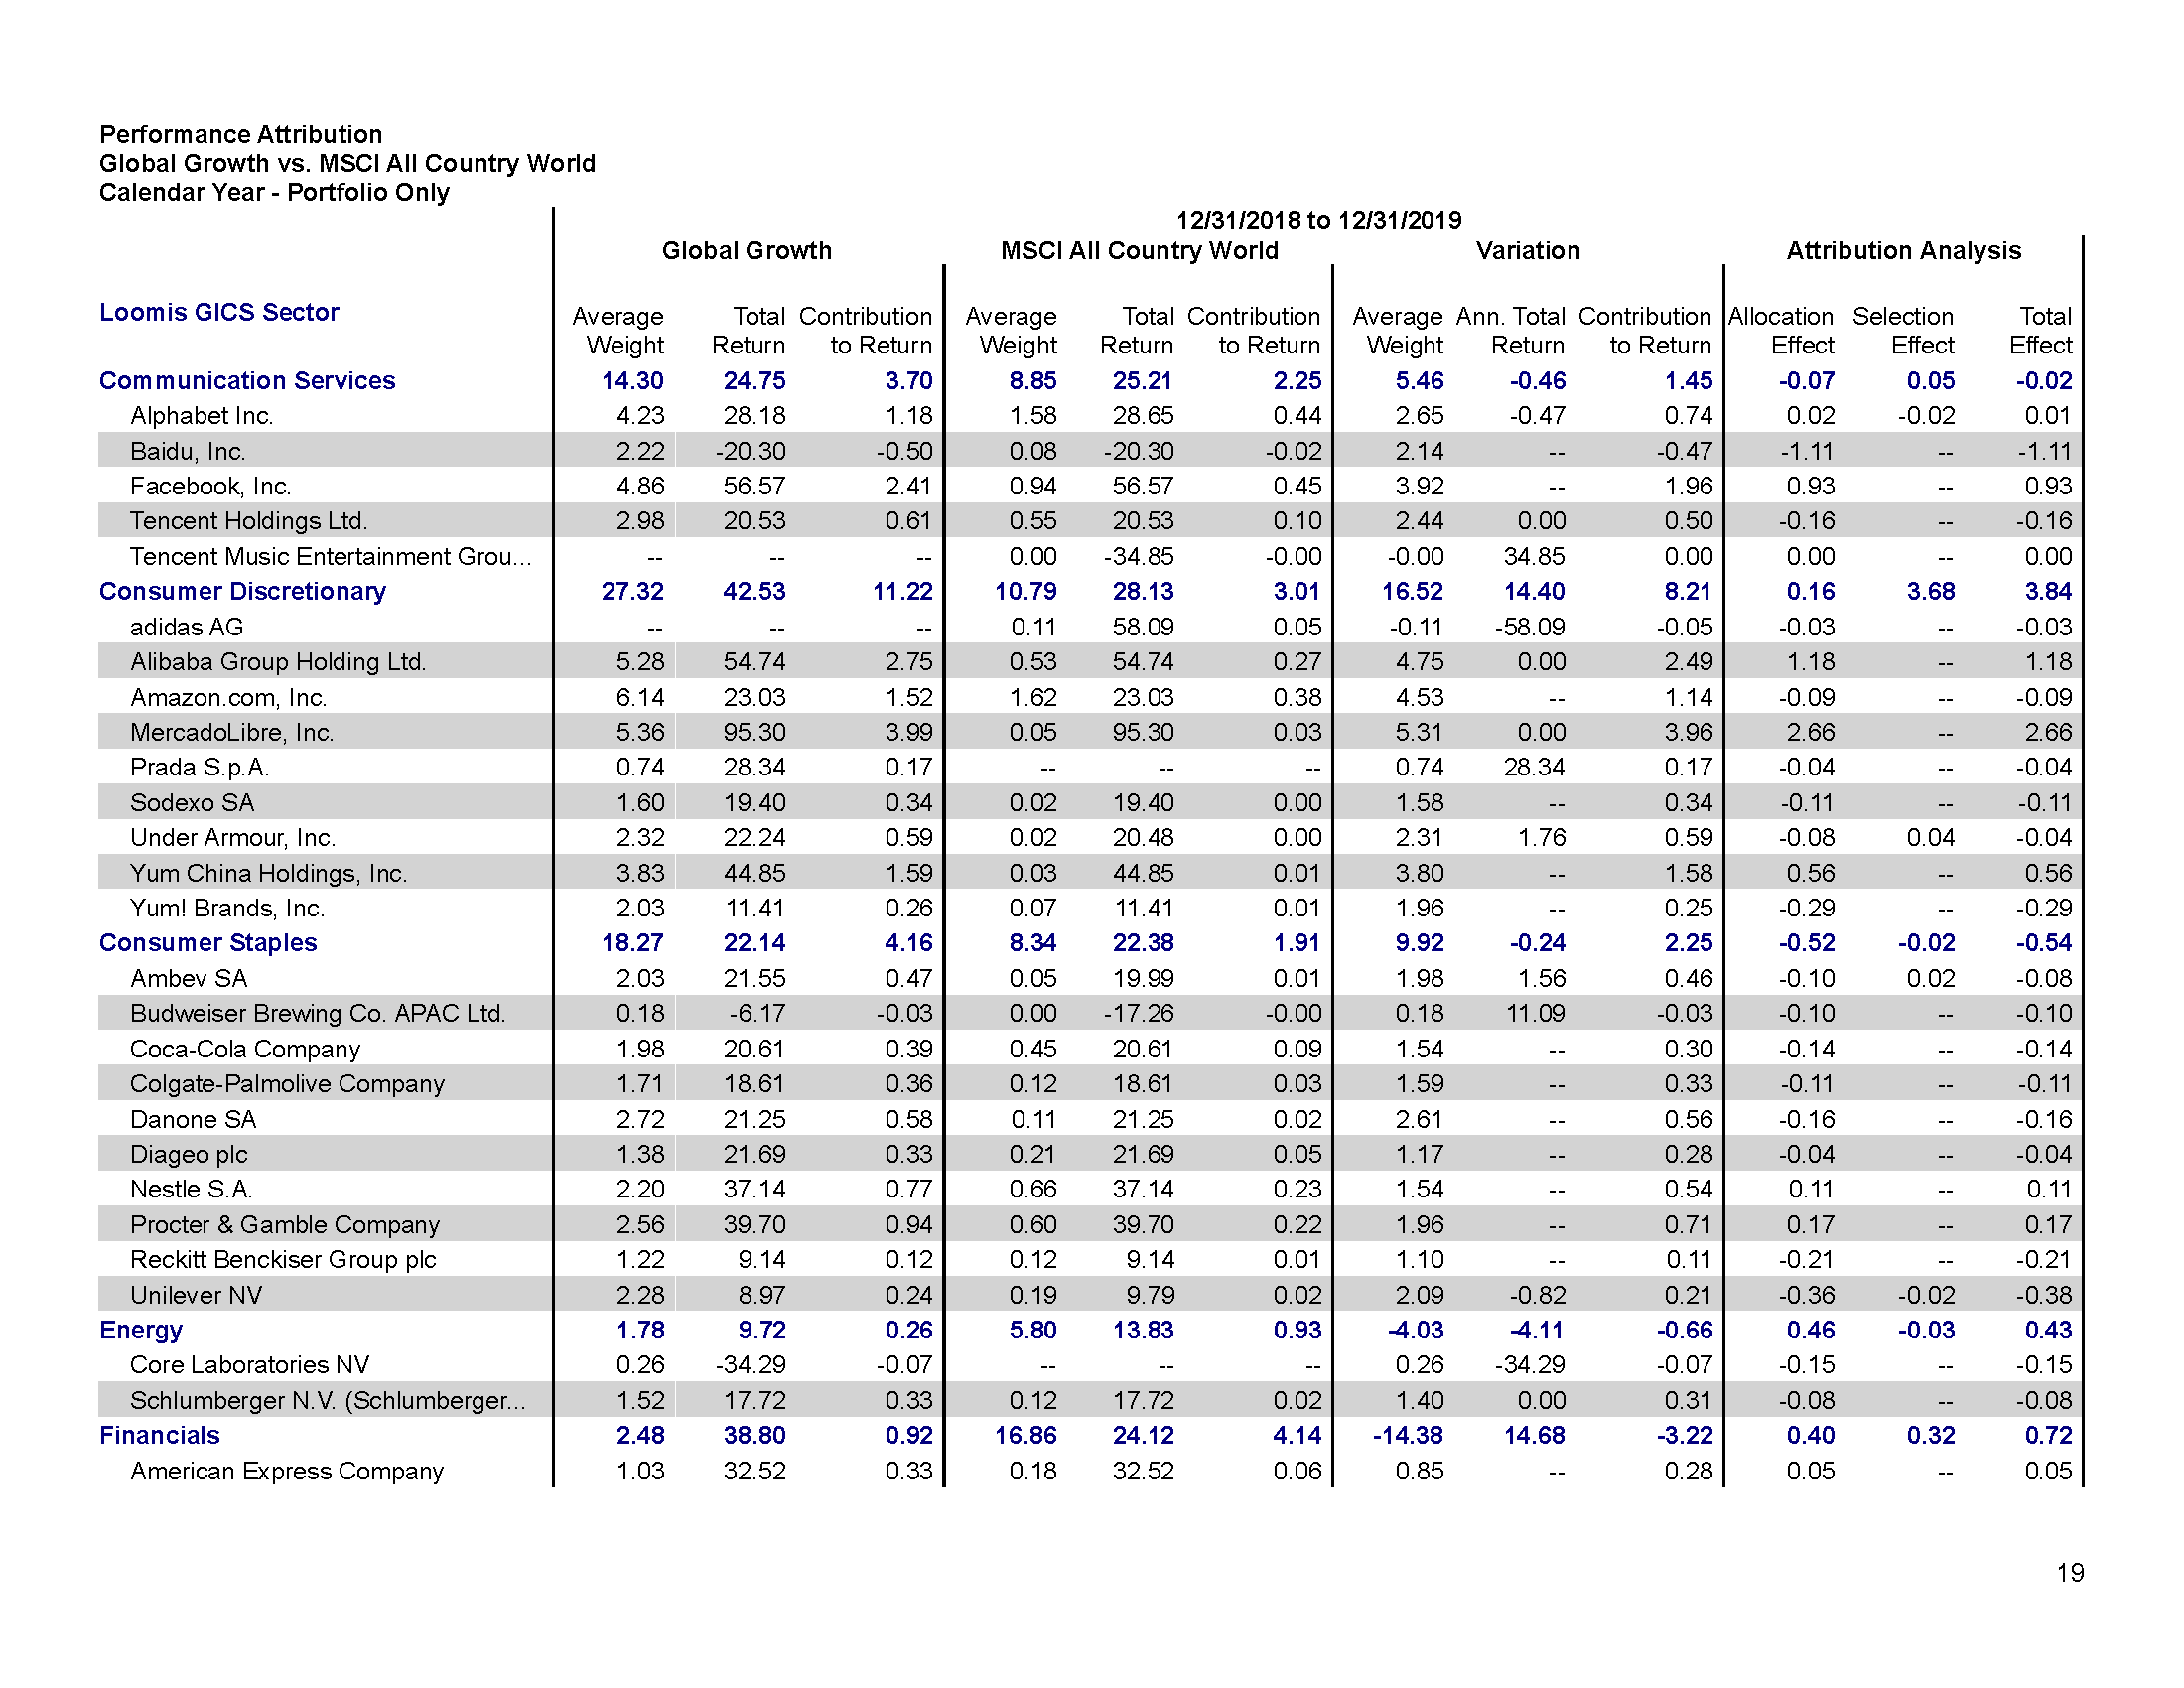 Performance Attribution
Global Growth vs. MSCI All Country World
Calendar Year - Portfolio Only
12/31/2018 to 12/31/2019
Global Growth MSCI All Country World Variation Attribution Analysis
Loomis GICS Sector
Average Total Contribution Average Total Contribution Average Ann. Total Contribution Allocation Selection Total
Weight Return to Return Weight Return to Return Weight Return to Return Effect Effect Effect
Communication Services 14.30 24.75 3.70 8.85 25.21 2.25 5.46 -0.46 1.45 -0.07 0.05 -0.02
Alphabet Inc. 4.23 28.18 1.18 1.58 28.65 0.44 2.65 -0.47 0.74 0.02 -0.02 0.01
Baidu, Inc. 2.22 -20.30 -0.50 0.08 -20.30 -0.02 2.14 -- -0.47 -1.11 -- -1.11
Facebook, Inc. 4.86 56.57 2.41 0.94 56.57 0.45 3.92 -- 1.96 0.93 -- 0.93
Tencent Holdings Ltd. 2.98 20.53 0.61 0.55 20.53 0.10 2.44 0.00 0.50 -0.16 -- -0.16
Tencent Music Entertainment Grou... -- -- -- 0.00 -34.85 -0.00 -0.00 34.85 0.00 0.00 -- 0.00
Consumer Discretionary 27.32 42.53 11.22 10.79 28.13 3.01 16.52 14.40 8.21 0.16 3.68 3.84
adidas AG -- -- -- 0.11 58.09 0.05 -0.11 -58.09 -0.05 -0.03 -- -0.03
Alibaba Group Holding Ltd. 5.28 54.74 2.75 0.53 54.74 0.27 4.75 0.00 2.49 1.18 -- 1.18
Amazon.com, Inc. 6.14 23.03 1.52 1.62 23.03 0.38 4.53 -- 1.14 -0.09 -- -0.09
MercadoLibre, Inc. 5.36 95.30 3.99 0.05 95.30 0.03 5.31 0.00 3.96 2.66 -- 2.66
Prada S.p.A. 0.74 28.34 0.17 -- -- -- 0.74 28.34 0.17 -0.04 -- -0.04
Sodexo SA 1.60 19.40 0.34 0.02 19.40 0.00 1.58 -- 0.34 -0.11 -- -0.11
Under Armour, Inc. 2.32 22.24 0.59 0.02 20.48 0.00 2.31 1.76 0.59 -0.08 0.04 -0.04
Yum China Holdings, Inc. 3.83 44.85 1.59 0.03 44.85 0.01 3.80 -- 1.58 0.56 -- 0.56
Yum! Brands, Inc. 2.03 11.41 0.26 0.07 11.41 0.01 1.96 -- 0.25 -0.29 -- -0.29
Consumer Staples 18.27 22.14 4.16 8.34 22.38 1.91 9.92 -0.24 2.25 -0.52 -0.02 -0.54
Ambev SA 2.03 21.55 0.47 0.05 19.99 0.01 1.98 1.56 0.46 -0.10 0.02 -0.08
Budweiser Brewing Co. APAC Ltd. 0.18 -6.17 -0.03 0.00 -17.26 -0.00 0.18 11.09 -0.03 -0.10 -- -0.10
Coca-Cola Company 1.98 20.61 0.39 0.45 20.61 0.09 1.54 -- 0.30 -0.14 -- -0.14
Colgate-Palmolive Company 1.71 18.61 0.36 0.12 18.61 0.03 1.59 -- 0.33 -0.11 -- -0.11
Danone SA 2.72 21.25 0.58 0.11 21.25 0.02 2.61 -- 0.56 -0.16 -- -0.16
Diageo plc 1.38 21.69 0.33 0.21 21.69 0.05 1.17 -- 0.28 -0.04 -- -0.04
Nestle S.A. 2.20 37.14 0.77 0.66 37.14 0.23 1.54 -- 0.54 0.11 -- 0.11
Procter & Gamble Company 2.56 39.70 0.94 0.60 39.70 0.22 1.96 -- 0.71 0.17 -- 0.17
Reckitt Benckiser Group plc 1.22 9.14 0.12 0.12 9.14 0.01 1.10 -- 0.11 -0.21 -- -0.21
Unilever NV 2.28 8.97 0.24 0.19 9.79 0.02 2.09 -0.82 0.21 -0.36 -0.02 -0.38
Energy 1.78 9.72 0.26 5.80 13.83 0.93 -4.03 -4.11 -0.66 0.46 -0.03 0.43
Core Laboratories NV 0.26 -34.29 -0.07 -- -- -- 0.26 -34.29 -0.07 -0.15 -- -0.15
Schlumberger N.V. (Schlumberger... 1.52 17.72 0.33 0.12 17.72 0.02 1.40 0.00 0.31 -0.08 -- -0.08
Financials 2.48 38.80 0.92 16.86 24.12 4.14 -14.38 14.68 -3.22 0.40 0.32 0.72
American Express Company 1.03 32.52 0.33 0.18 32.52 0.06 0.85 -- 0.28 0.05 -- 0.05
19